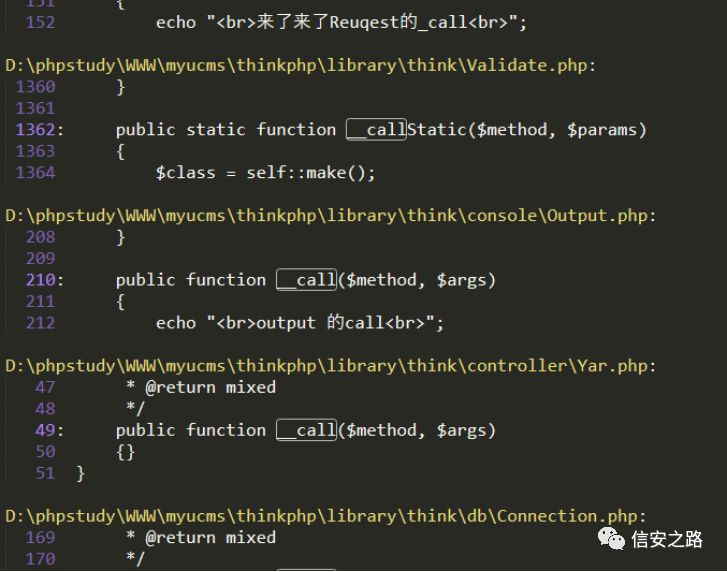 151        {
152            echo "<br>来了来了Reuqest的_call<br>";
D:\phpstudy\WWW\myucms\thinkphp\library\think\Validate.php:
1360        }
1361
1362:       public static function __callStatic($method, $params)
1363        {
1364            $class = self::make();
D:\phpstudy\WWW\myucms\thinkphp\library\think\console\Output.php:
208        }
209
210:       public function __call($method, $args)
211        {
212            echo "<br>output 的call<br>";
D:\phpstudy\WWW\myucms\thinkphp\library\think\controller\Yar.php:
47         * @return mixed
48         */
49:       public function __call($method, $args)
50        {}
51    }
D:\phpstudy\WWW\myucms\thinkphp\library\think\db\Connection.php:
169         * @return mixed
170         */
信安之路